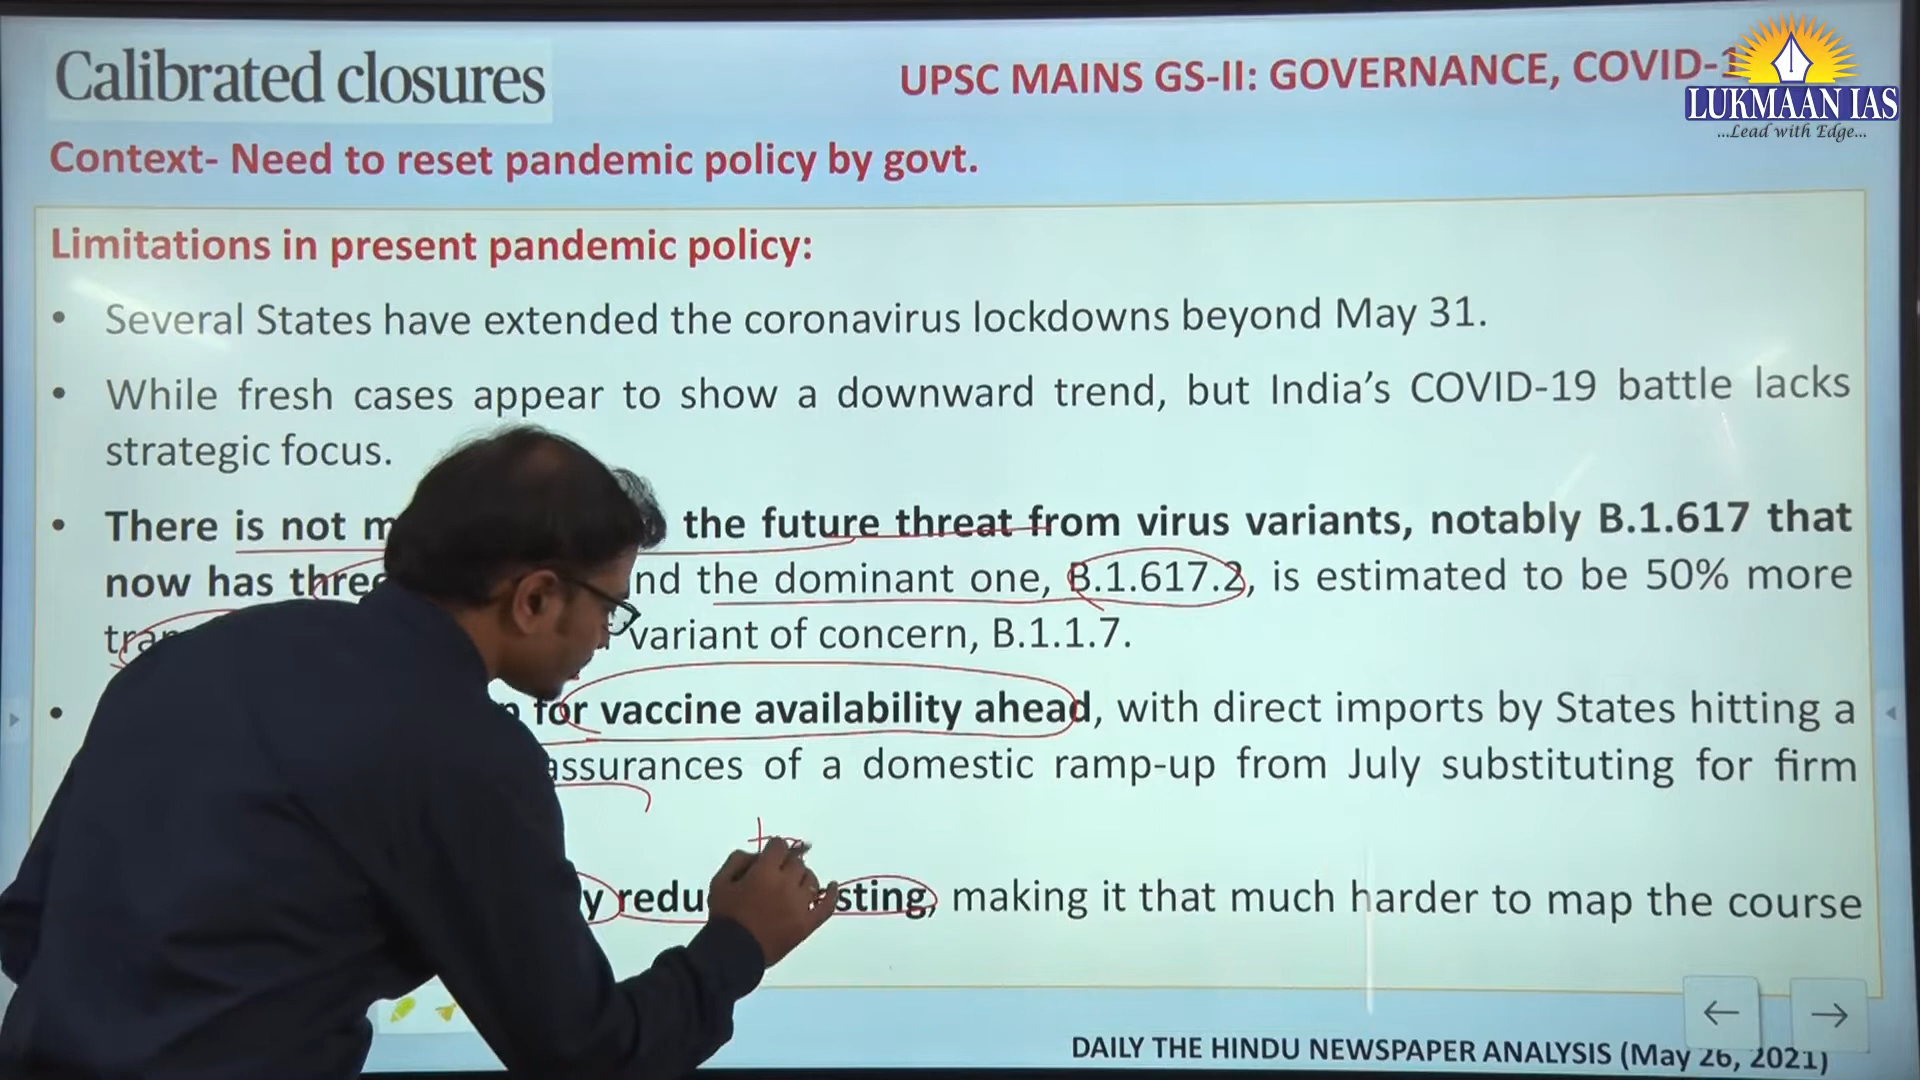 Calibrated closures
UPSC MAINS GS-II: GOVERNANCE, COVID-1
LUKMAAN IAS
...Lead with Edge...
Context- Need to reset pandemic policy by govt.
Limitations in present pandemic policy:
• Several States have extended the coronavirus lockdowns beyond May 31.
• While fresh cases appear to show a downward trend, but India's COVID-19 battle lacks
strategic focus.
• There is not the future threat from virus variants, notably B.1.617 that
now has the dominant one, B.1.617.2, is estimated to be 50% more
variant of concern, B.1.1.7.
• for vaccine availability ahead, with direct imports by States hitting a
assurances of a domestic ramp-up from July substituting for firm
making it that much harder to map the course
DAILY THE HINDU NEWSPAPER ANALYSIS (May 26, 2021)